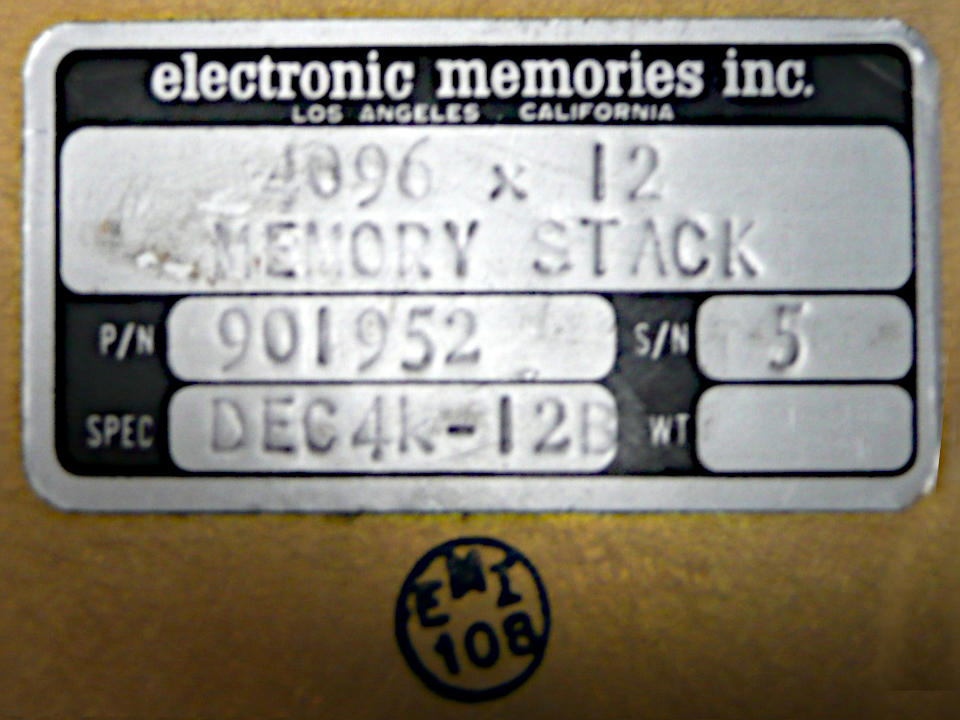 electronic memories inc.
LOS ANGELES CALIFORNIA
4096 x 12
MEMORY STACK
P/N 901952 S/N 5
SPEC DEC4k-12B WT
EMI
108